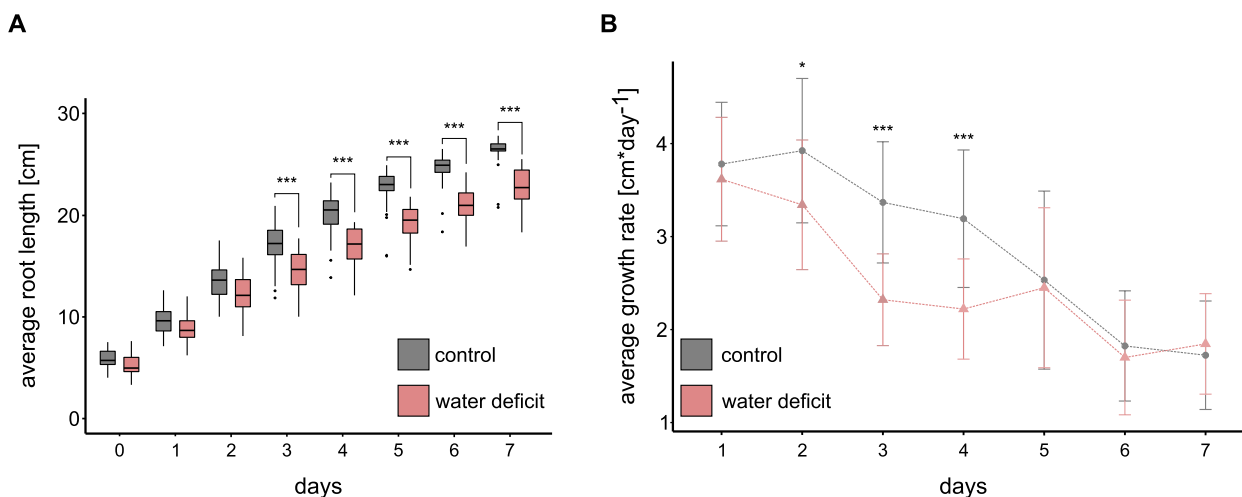 A
average root length [cm]
30
20
10
0
***
***
***
***
***
control
water deficit
0 1 2 3 4 5 6 7
days
B
average growth rate [cm*day-1]
4
3
2
1
*
***
***
control
water deficit
1 2 3 4 5 6 7
days